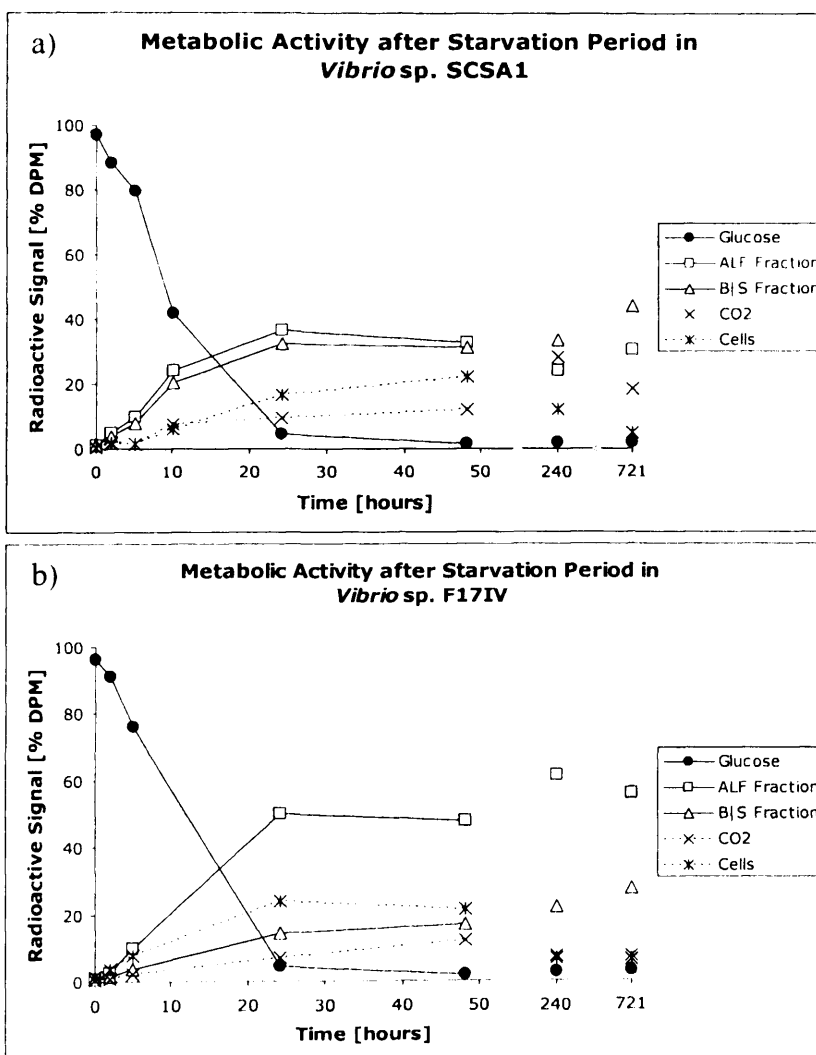 a)
Metabolic Activity after Starvation Period in
Vibrio sp. SCSA1
Radioactive Signal [% DPM]
100
80
60
40
20
0
0 10 20 30 40 50 240 721
Time [hours]
Glucose
ALF Fraction
B|S Fraction
CO2
Cells
b)
Metabolic Activity after Starvation Period in
Vibrio sp. F17IV
Radioactive Signal [% DPM]
100
80
60
40
20
0
0 10 20 30 40 50 240 721
Time [hours]
Glucose
ALF Fraction
B|S Fraction
CO2
Cells